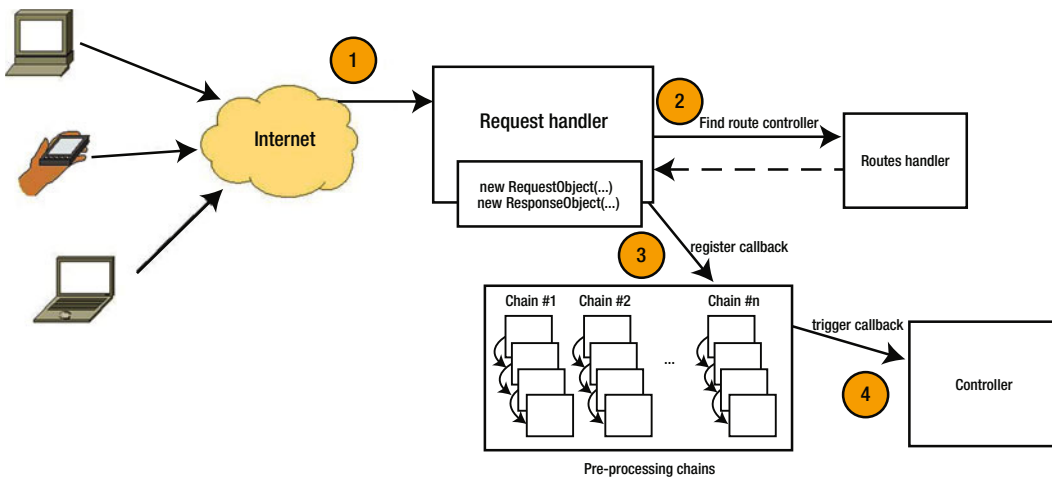 1
Internet
Request handler
new RequestObject(...)
new ResponseObject(...)
2
Find route controller
Routes handler
3
register callback
Chain #1
Chain #2
Chain #n
...
Pre-processing chains
trigger callback
4
Controller